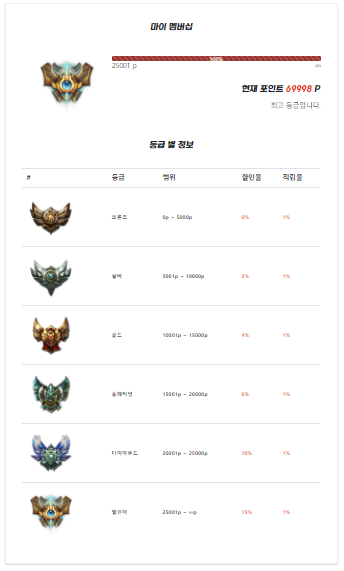 마이 멤버십
100%
25001 p ∞
현재 포인트 69998 P
최고 등급입니다.
등급 별 정보
# 등급 범위 할인율 적립율
브론즈 0p ~ 5000p 0% 1%
실버 5001p ~ 10000p 2% 1%
골드 10001p ~ 15000p 4% 1%
플래티넘 15001p ~ 20000p 1%
다이아몬드 20001p ~ 25000p 10% 1%
챌린저 25001p ~ ∞p 15% 1%